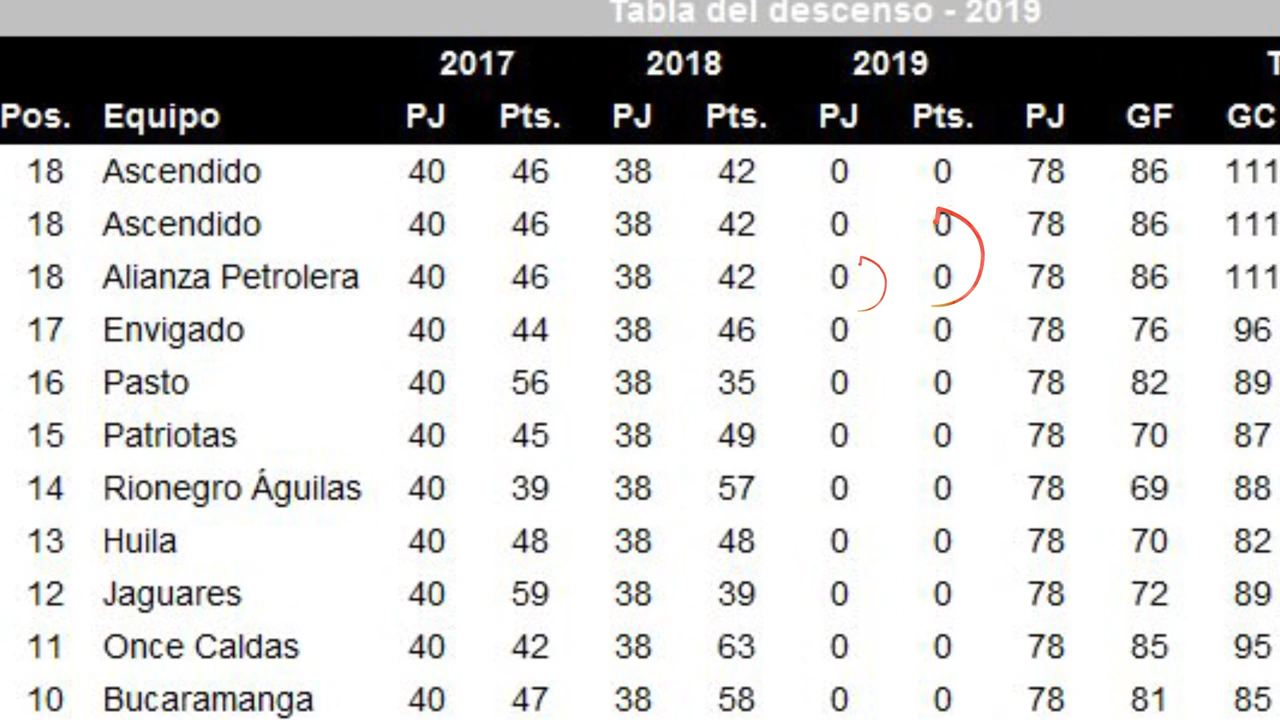 Tabla del descenso - 2019
2017 2018 2019
Pos. Equipo PJ Pts. PJ Pts. PJ Pts. PJ GF GC
18 Ascendido 40 46 38 42 0 0 78 86 111
18 Ascendido 40 46 38 42 0 0 78 86 111
18 Alianza Petrolera 40 46 38 42 0 0 78 86 111
17 Envigado 40 44 38 46 0 0 78 76 96
16 Pasto 40 56 38 35 0 0 78 82 89
15 Patriotas 40 45 38 49 0 0 78 70 87
14 Rionegro Águilas 40 39 38 57 0 0 78 69 88
13 Huila 40 48 38 48 0 0 78 70 82
12 Jaguares 40 59 38 39 0 0 78 72 89
11 Once Caldas 40 42 38 63 0 0 78 85 95
10 Bucaramanga 40 47 38 58 0 0 78 81 85